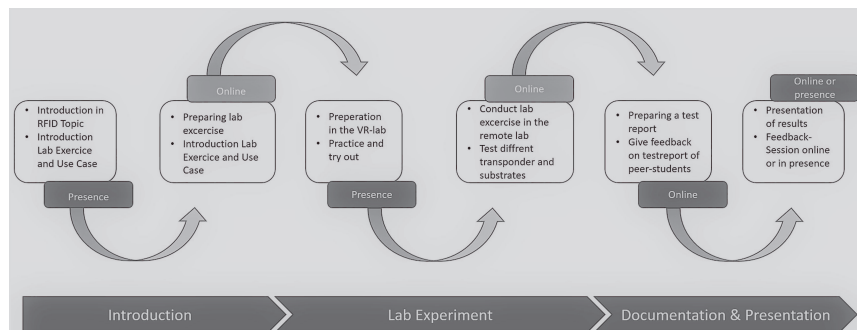 • Introduction in
RFID Topic
• Introduction
Lab Exercice
and Use Case
Presence
Online
• Preparing lab
excercise
• Introduction Lab
Exercice and Use
Case
• Preperation
in the VR-lab
• Practice and
try out
Presence
Online
• Conduct lab
excercise in the
remote lab
• Test diffrent
transponder and
substrates
• Preparing a test
report
• Give feedback
on testreport of
peer-students
Online
Online or
presence
• Presentation
of results
• Feedback-
Session online
or in presence
Introduction
Lab Experiment
Documentation & Presentation